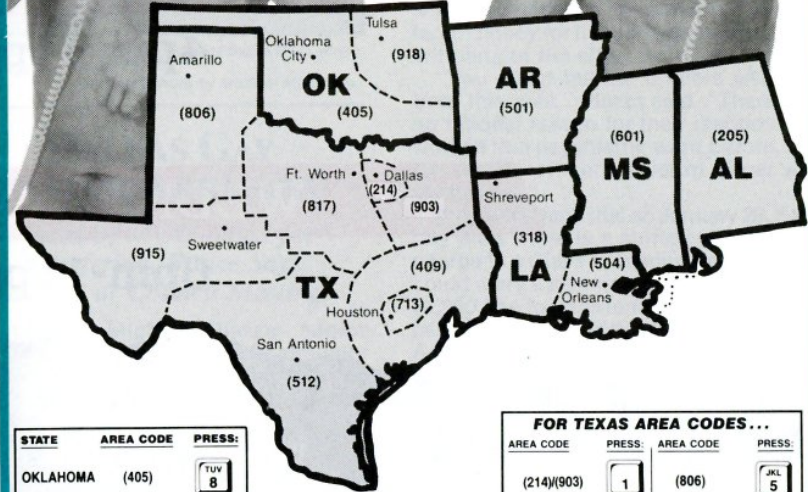 Tulsa
Oklahoma City
(918)
Amarillo
OK
AR
(806)
(405)
(501)
(601)
(205)
MS
AL
Ft. Worth
Dallas
(214)
(817)
(903)
Shreveport
(318)
Sweetwater
(915)
(409)
LA
(504)
New
Orleans
TX
(713)
Houston
San Antonio
(512)
STATE AREA CODE PRESS:
OKLAHOMA (405) TUV 8
FOR TEXAS AREA CODES...
AREA CODE PRESS: AREA CODE PRESS:
(214)/(903) 1 (806) JKL 5